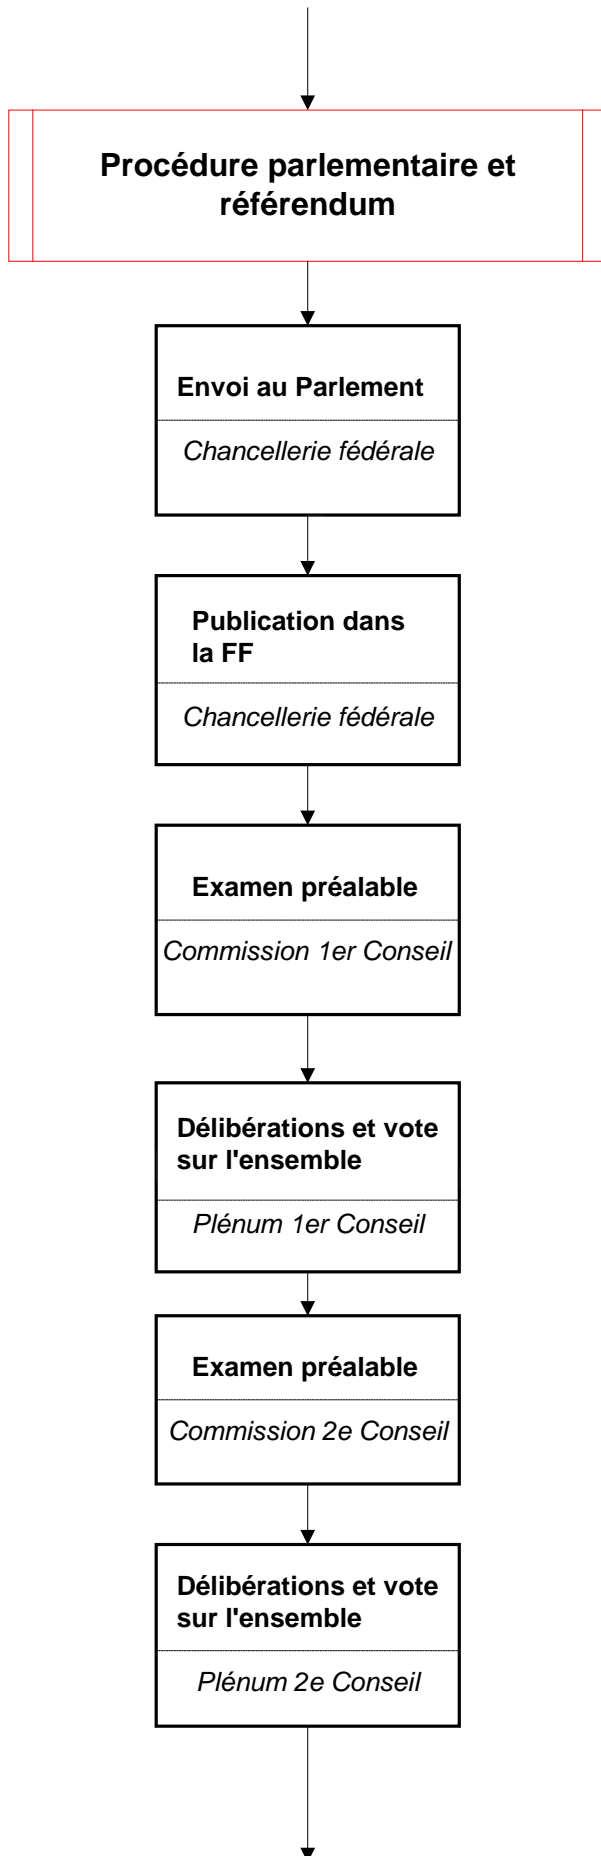 Procédure parlementaire et
référendum
Envoi au Parlement
Chancellerie fédérale
Publication dans
la FF
Chancellerie fédérale
Examen préalable
Commission 1er Conseil
Délibérations et vote
sur l'ensemble
Plénum 1er Conseil
Examen préalable
Commission 2e Conseil
Délibérations et vote
sur l'ensemble
Plénum 2e Conseil